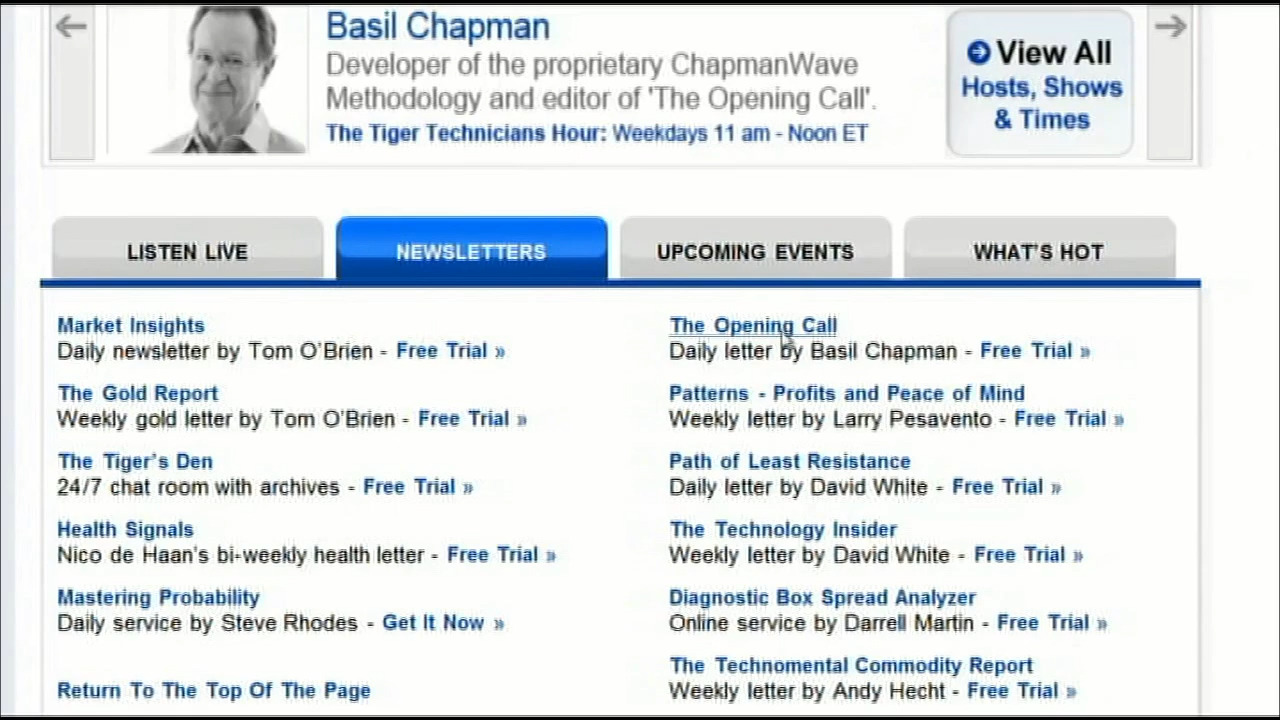 Basil Chapman
Developer of the proprietary ChapmanWave
Methodology and editor of 'The Opening Call'.
The Tiger Technicians Hour: Weekdays 11 am - Noon ET
View All
Hosts, Shows
& Times
LISTEN LIVE
NEWSLETTERS
UPCOMING EVENTS
WHAT'S HOT
Market Insights
Daily newsletter by Tom O'Brien - Free Trial »
The Gold Report
Weekly gold letter by Tom O'Brien - Free Trial »
The Tiger's Den
24/7 chat room with archives - Free Trial »
Health Signals
Nico de Haan's bi-weekly health letter - Free Trial »
Mastering Probability
Daily service by Steve Rhodes - Get It Now »
Return To The Top Of The Page
The Opening Call
Daily letter by Basil Chapman - Free Trial »
Patterns - Profits and Peace of Mind
Weekly letter by Larry Pesavento - Free Trial »
Path of Least Resistance
Daily letter by David White - Free Trial »
The Technology Insider
Weekly letter by David White - Free Trial »
Diagnostic Box Spread Analyzer
Online service by Darrell Martin - Free Trial »
The Technomental Commodity Report
Weekly letter by Andy Hecht - Free Trial »